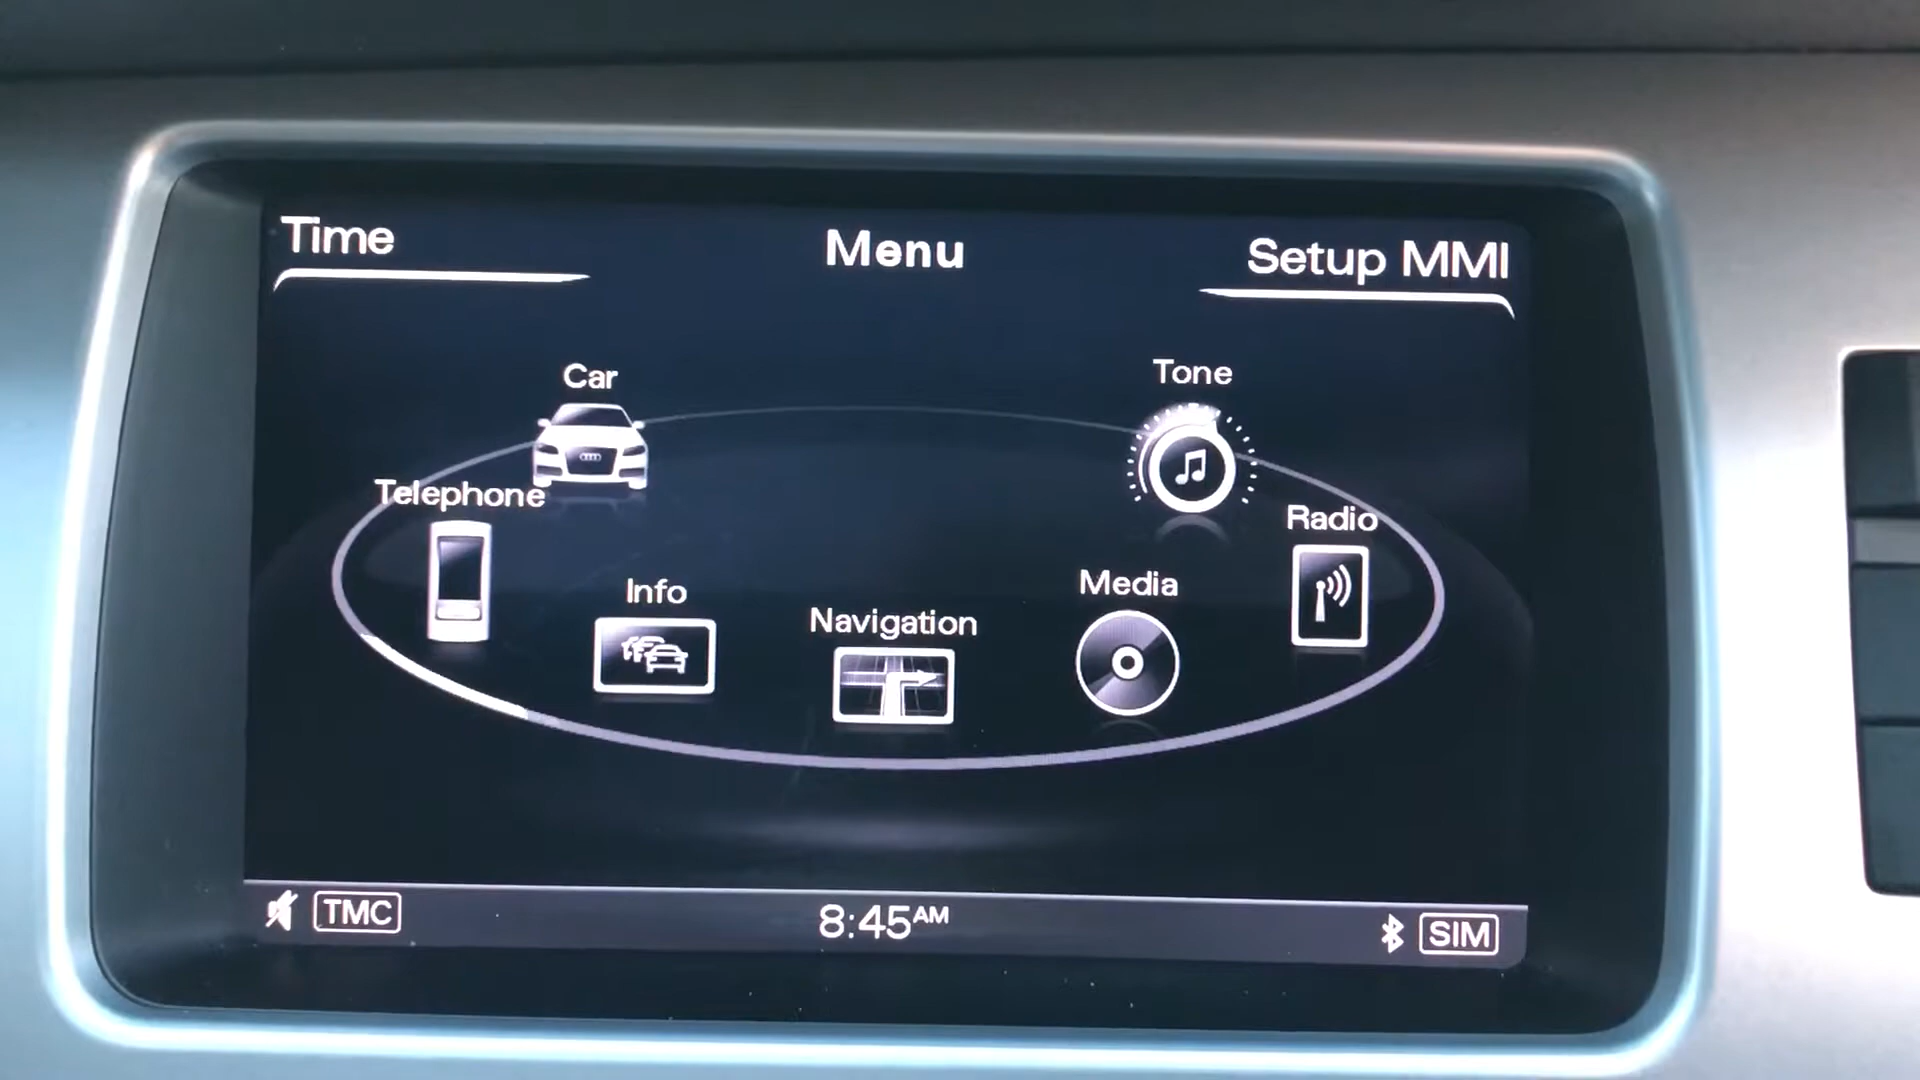 Time
Menu
Setup MMI
Car
Tone
Telephone
Radio
Info
Navigation
Media
TMC
8:45AM
SIM